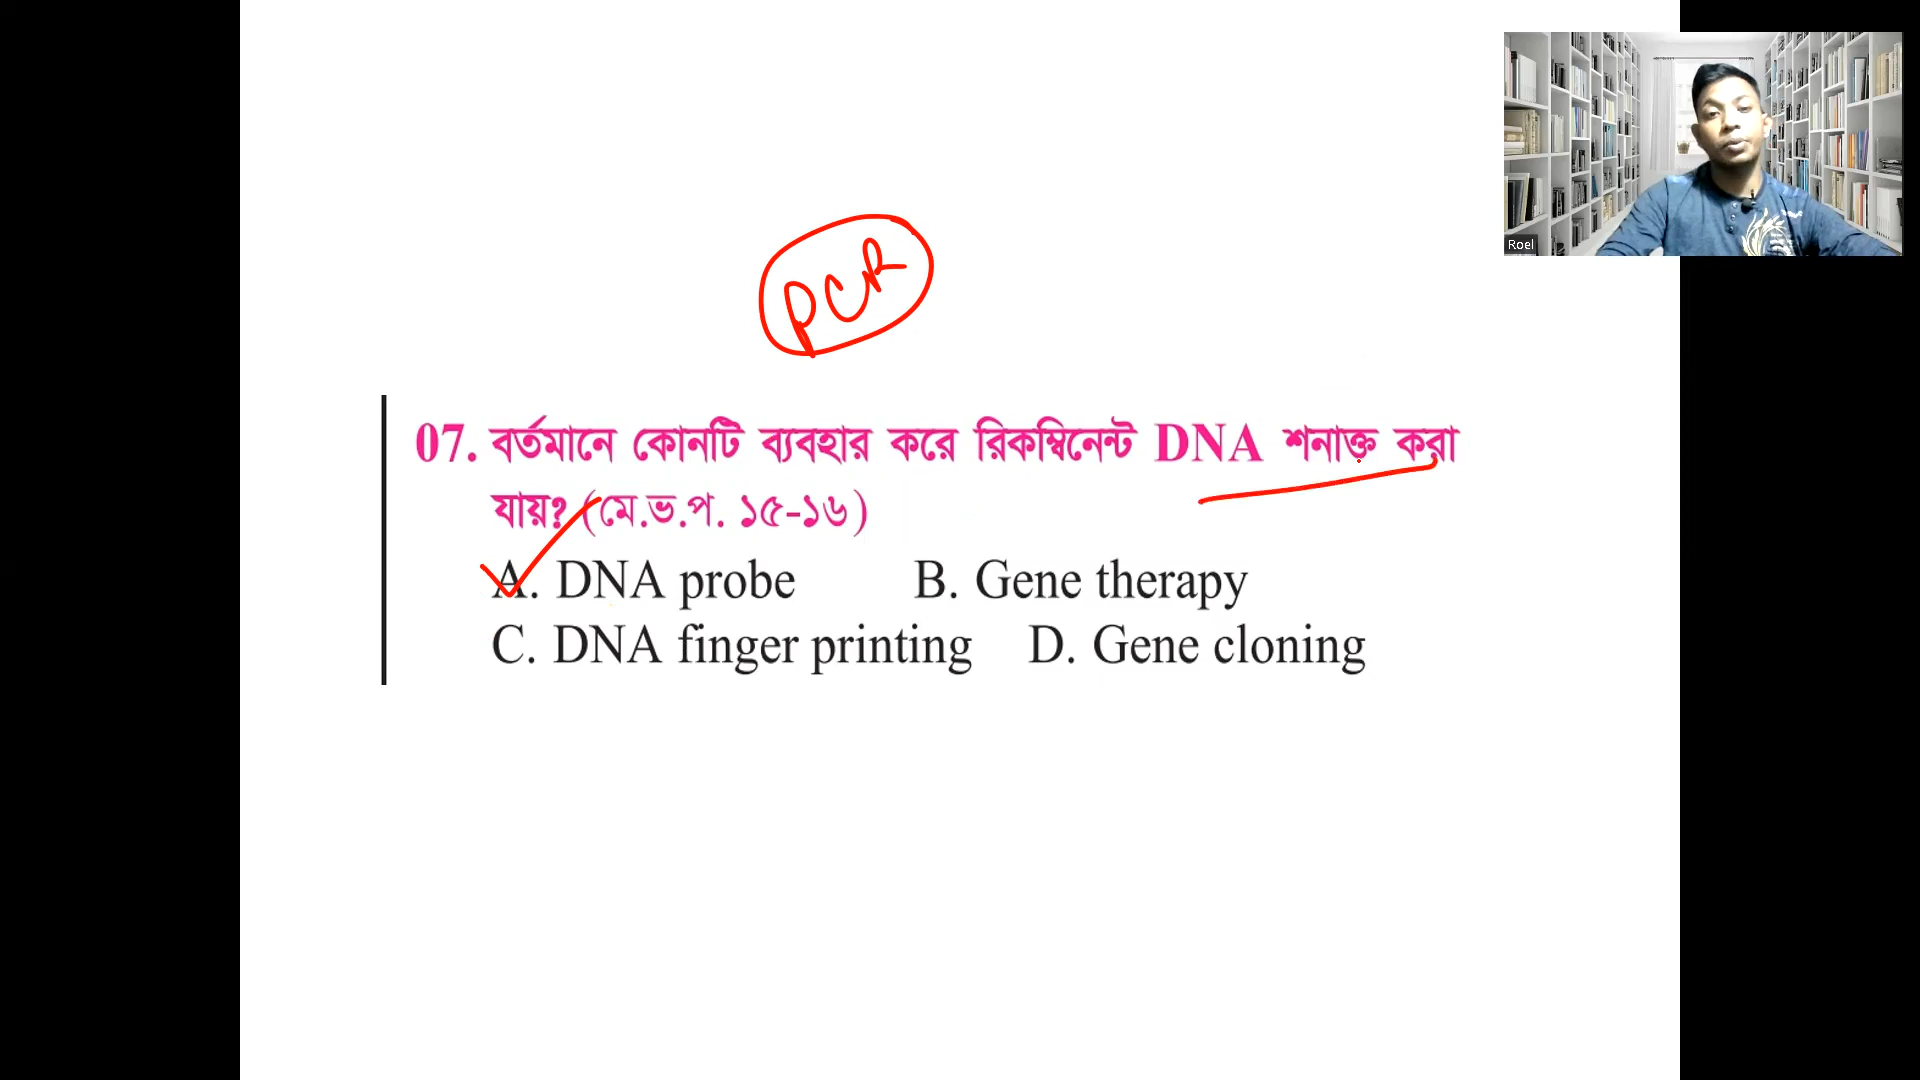 Roel
PCR
07. বর্তমানে কোনটি ব্যবহার করে রিকম্বিনেন্ট DNA শনাক্ত করা
যায়? (মে.ভ.প. ১৫-১৬)
A. DNA probe B. Gene therapy
C. DNA finger printing D. Gene cloning